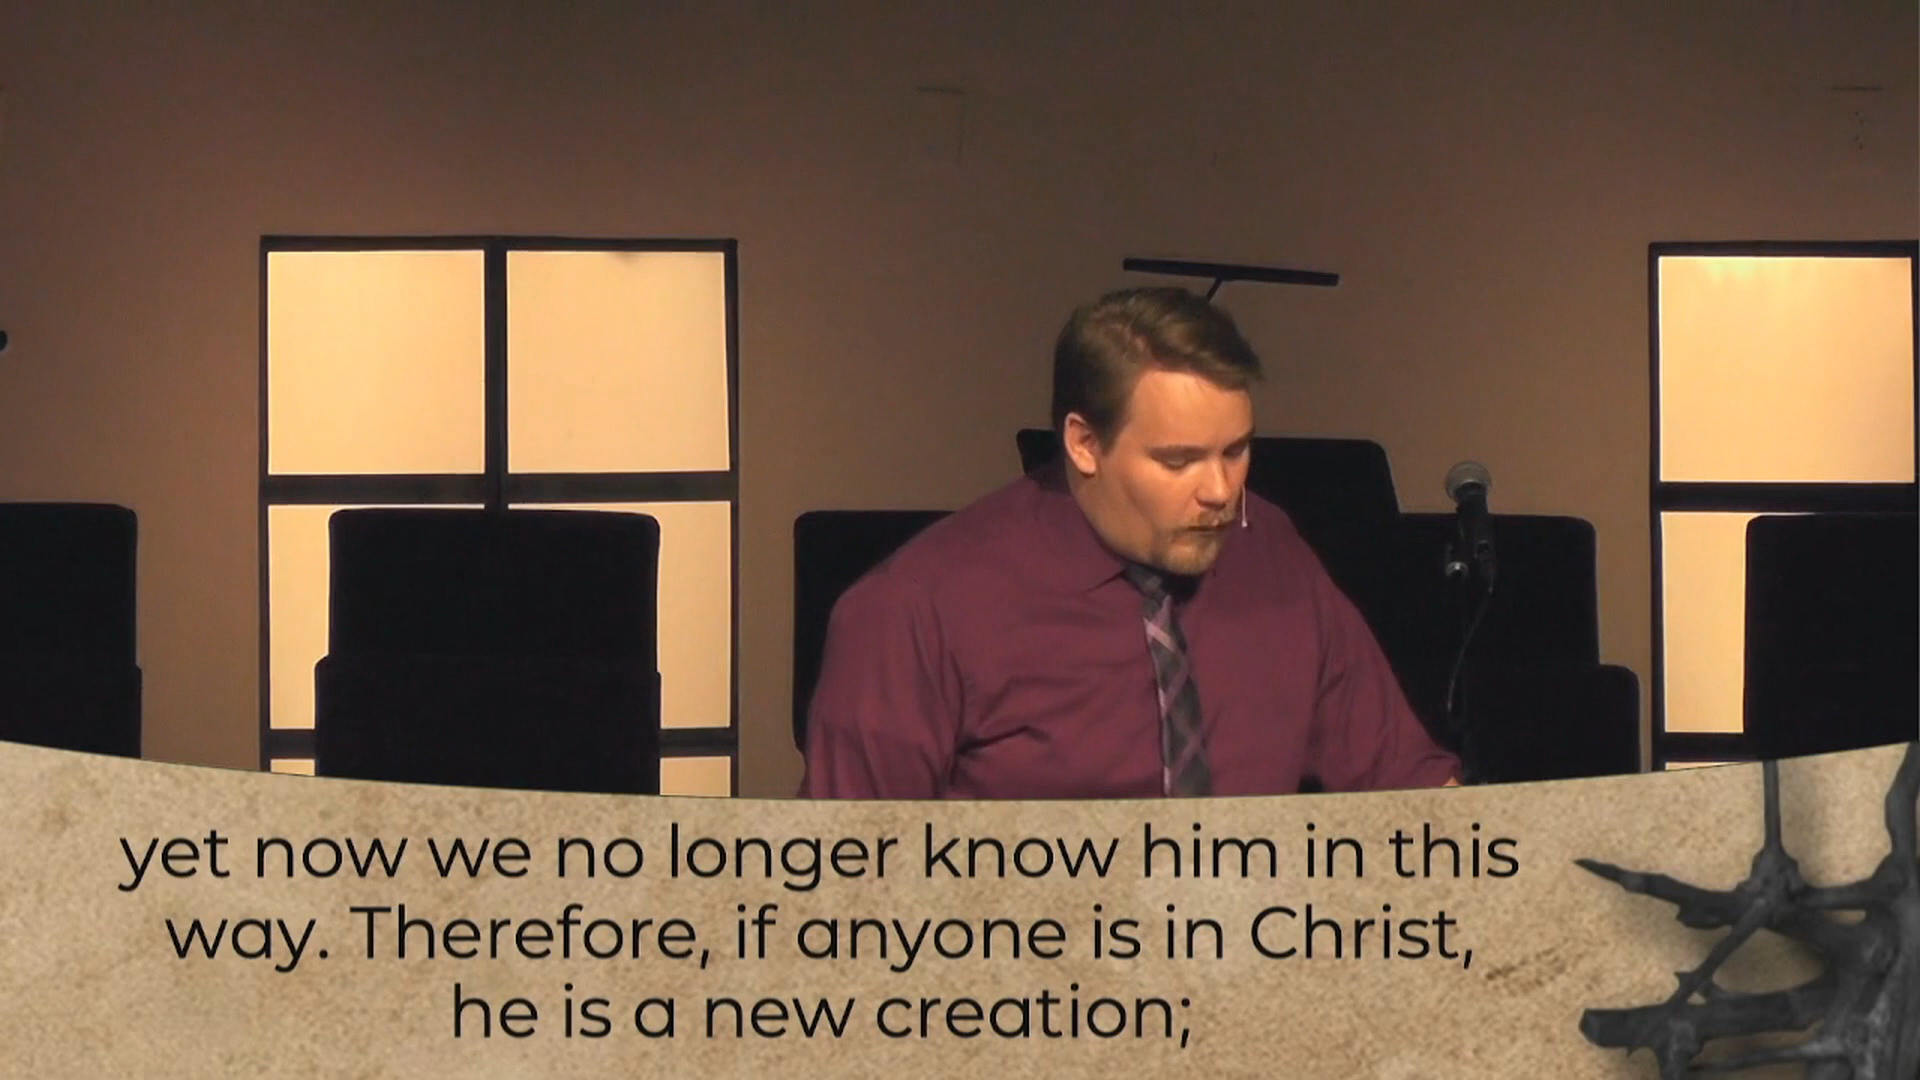 yet now we no longer know him in this
way. Therefore, if anyone is in Christ,
he is a new creation;